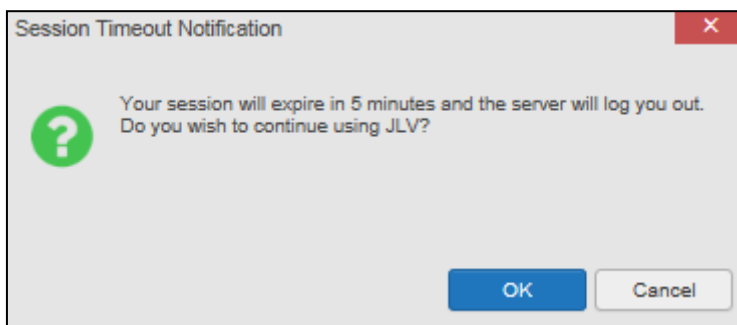 Session Timeout Notification
Your session will expire in 5 minutes and the server will log you out.
Do you wish to continue using JLV?
OK Cancel